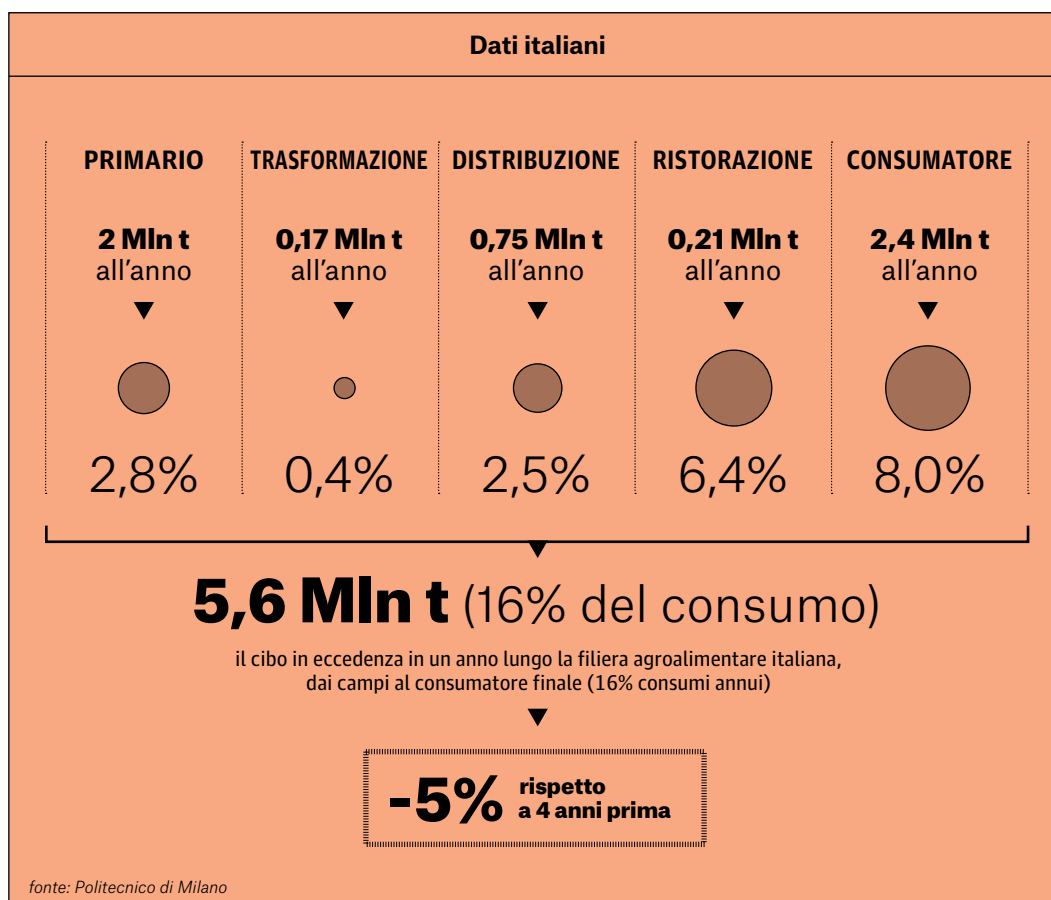 Dati italiani
PRIMARIO
2 Mln t
all'anno
2,8%
TRASFORMAZIONE
0,17 Mln t
all'anno
0,4%
DISTRIBUZIONE
0,75 Mln t
all'anno
2,5%
RISTORAZIONE
0,21 Mln t
all'anno
6,4%
CONSUMATORE
2,4 Mln t
all'anno
8,0%
5,6 Mln t (16% del consumo)
il cibo in eccedenza in un anno lungo la filiera agroalimentare italiana,
dai campi al consumatore finale (16% consumi annui)
-5% rispetto
a 4 anni prima
fonte: Politecnico di Milano